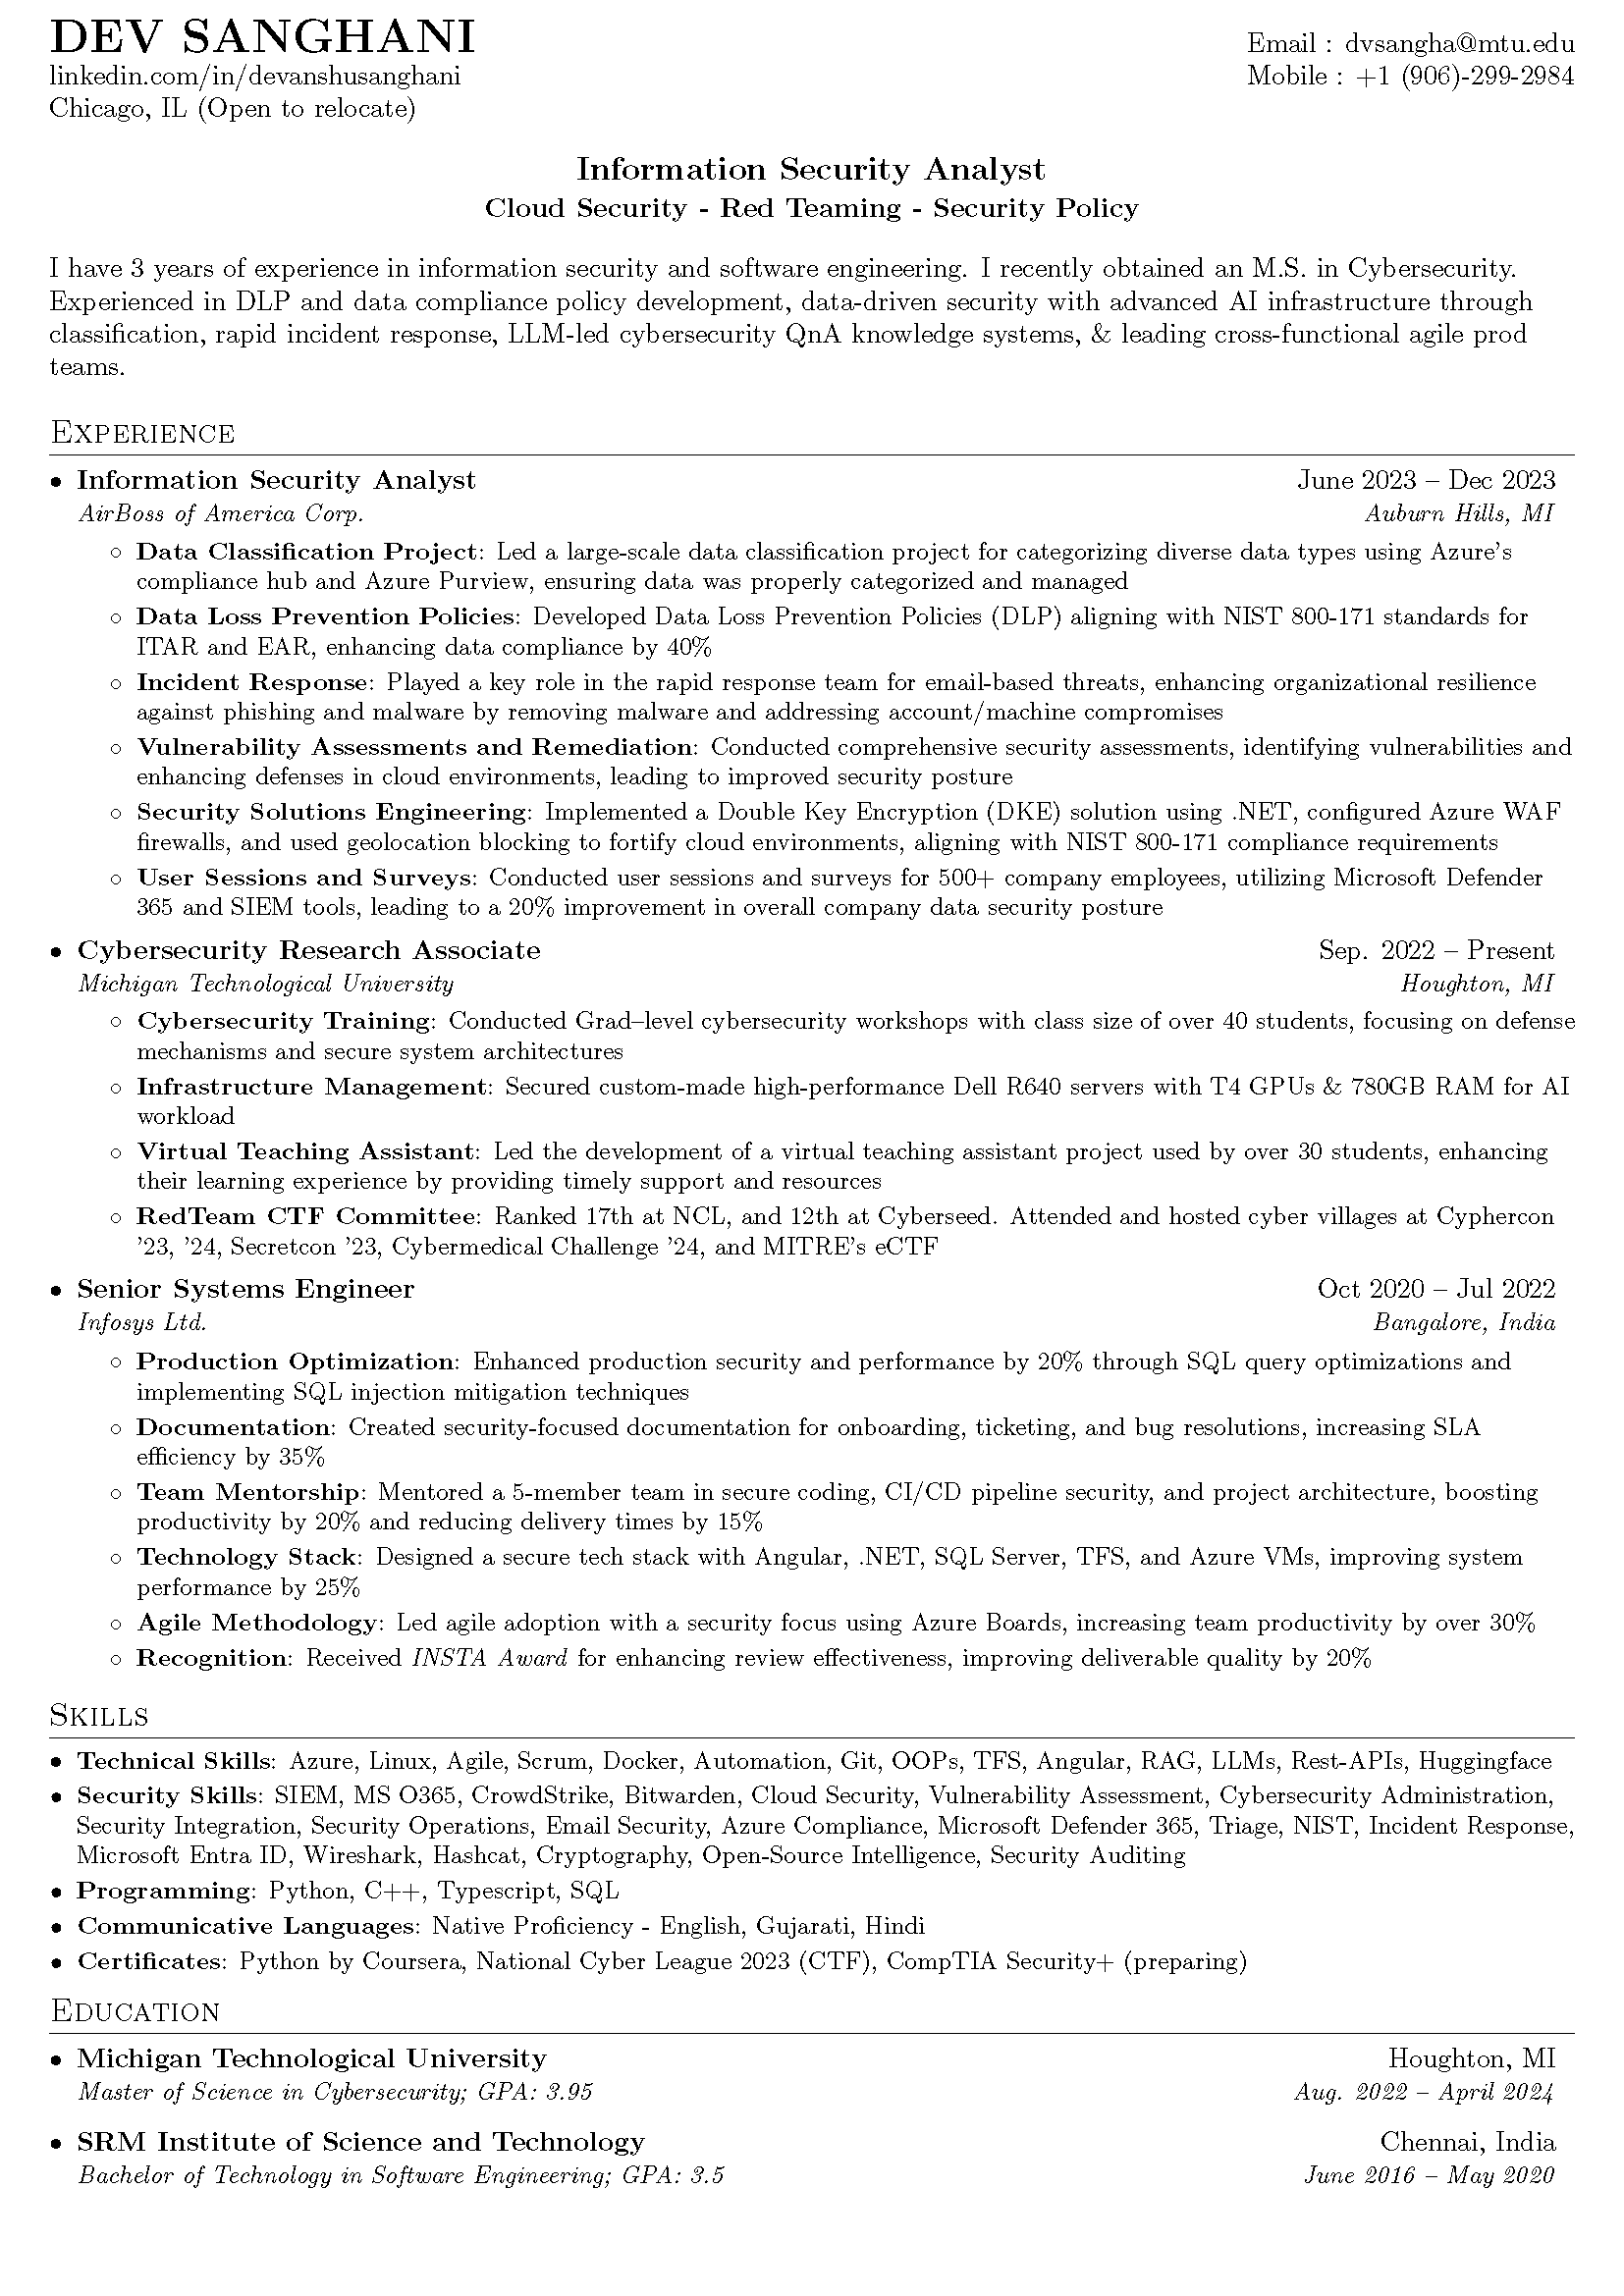 DEV SANGHANI
Email : dvsangha@mtu.edu
linkedin.com/in/devanshusanghani
Mobile : +1 (906)-299-2984
Chicago, IL (Open to relocate)
Information Security Analyst
Cloud Security - Red Teaming - Security Policy
I have 3 years of experience in information security and software engineering. I recently obtained an M.S. in Cybersecurity.
Experienced in DLP and data compliance policy development, data-driven security with advanced AI infrastructure through
classification, rapid incident response, LLM-led cybersecurity QnA knowledge systems, & leading cross-functional agile prod
teams.
EXPERIENCE
• Information Security Analyst June 2023 – Dec 2023
AirBoss of America Corp. Auburn Hills, MI
◦ Data Classification Project: Led a large-scale data classification project for categorizing diverse data types using Azure's
compliance hub and Azure Purview, ensuring data was properly categorized and managed
◦ Data Loss Prevention Policies: Developed Data Loss Prevention Policies (DLP) aligning with NIST 800-171 standards for
ITAR and EAR, enhancing data compliance by 40%
◦ Incident Response: Played a key role in the rapid response team for email-based threats, enhancing organizational resilience
against phishing and malware by removing malware and addressing account/machine compromises
◦ Vulnerability Assessments and Remediation: Conducted comprehensive security assessments, identifying vulnerabilities and
enhancing defenses in cloud environments, leading to improved security posture
◦ Security Solutions Engineering: Implemented a Double Key Encryption (DKE) solution using .NET, configured Azure WAF
firewalls, and used geolocation blocking to fortify cloud environments, aligning with NIST 800-171 compliance requirements
◦ User Sessions and Surveys: Conducted user sessions and surveys for 500+ company employees, utilizing Microsoft Defender
365 and SIEM tools, leading to a 20% improvement in overall company data security posture
• Cybersecurity Research Associate Sep. 2022 – Present
Michigan Technological University Houghton, MI
◦ Cybersecurity Training: Conducted Grad–level cybersecurity workshops with class size of over 40 students, focusing on defense
mechanisms and secure system architectures
◦ Infrastructure Management: Secured custom-made high-performance Dell R640 servers with T4 GPUs & 780GB RAM for AI
workload
◦ Virtual Teaching Assistant: Led the development of a virtual teaching assistant project used by over 30 students, enhancing
their learning experience by providing timely support and resources
◦ RedTeam CTF Committee: Ranked 17th at NCL, and 12th at Cyberseed. Attended and hosted cyber villages at Cyphercon
'23, '24, Secretcon '23, Cybermedical Challenge '24, and MITRE's eCTF
• Senior Systems Engineer Oct 2020 – Jul 2022
Infosys Ltd. Bangalore, India
◦ Production Optimization: Enhanced production security and performance by 20% through SQL query optimizations and
implementing SQL injection mitigation techniques
◦ Documentation: Created security-focused documentation for onboarding, ticketing, and bug resolutions, increasing SLA
efficiency by 35%
◦ Team Mentorship: Mentored a 5-member team in secure coding, CI/CD pipeline security, and project architecture, boosting
productivity by 20% and reducing delivery times by 15%
◦ Technology Stack: Designed a secure tech stack with Angular, .NET, SQL Server, TFS, and Azure VMs, improving system
performance by 25%
◦ Agile Methodology: Led agile adoption with a security focus using Azure Boards, increasing team productivity by over 30%
◦ Recognition: Received INSTA Award for enhancing review effectiveness, improving deliverable quality by 20%
SKILLS
• Technical Skills: Azure, Linux, Agile, Scrum, Docker, Automation, Git, OOPs, TFS, Angular, RAG, LLMs, Rest-APIs, Huggingface
• Security Skills: SIEM, MS O365, CrowdStrike, Bitwarden, Cloud Security, Vulnerability Assessment, Cybersecurity Administration,
Security Integration, Security Operations, Email Security, Azure Compliance, Microsoft Defender 365, Triage, NIST, Incident Response,
Microsoft Entra ID, Wireshark, Hashcat, Cryptography, Open-Source Intelligence, Security Auditing
• Programming: Python, C++, Typescript, SQL
• Communicative Languages: Native Proficiency - English, Gujarati, Hindi
• Certificates: Python by Coursera, National Cyber League 2023 (CTF), CompTIA Security+ (preparing)
EDUCATION
• Michigan Technological University Houghton, MI
Master of Science in Cybersecurity; GPA: 3.95 Aug. 2022 – April 2024
• SRM Institute of Science and Technology Chennai, India
Bachelor of Technology in Software Engineering; GPA: 3.5 June 2016 – May 2020